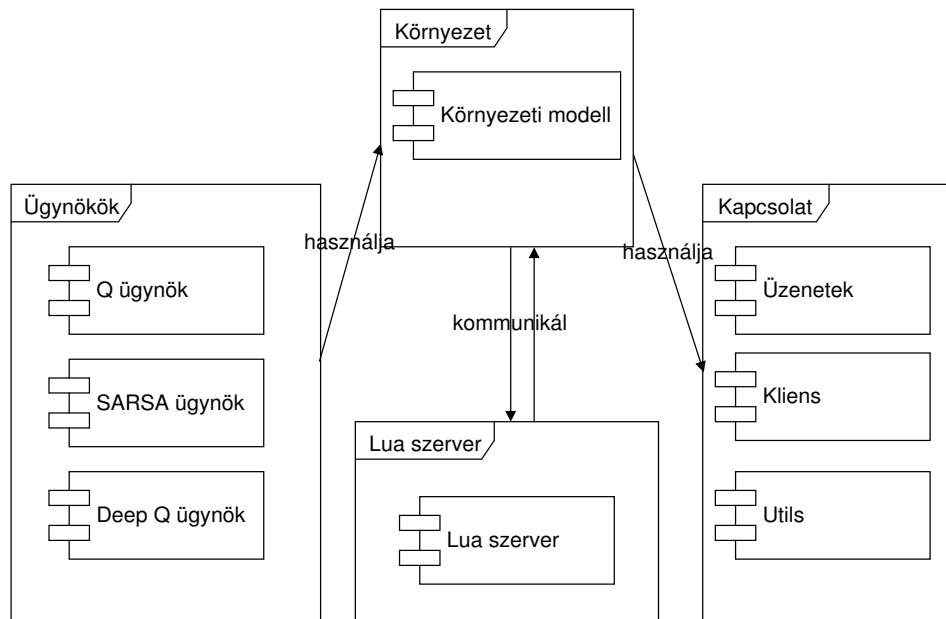 Környezet
Környezeti modell
Ügynökök
Q ügynök
SARSA ügynök
Deep Q ügynök
használja
kommunikál
használja
Lua szerver
Lua szerver
Kapcsolat
Üzenetek
Kliens
Utils